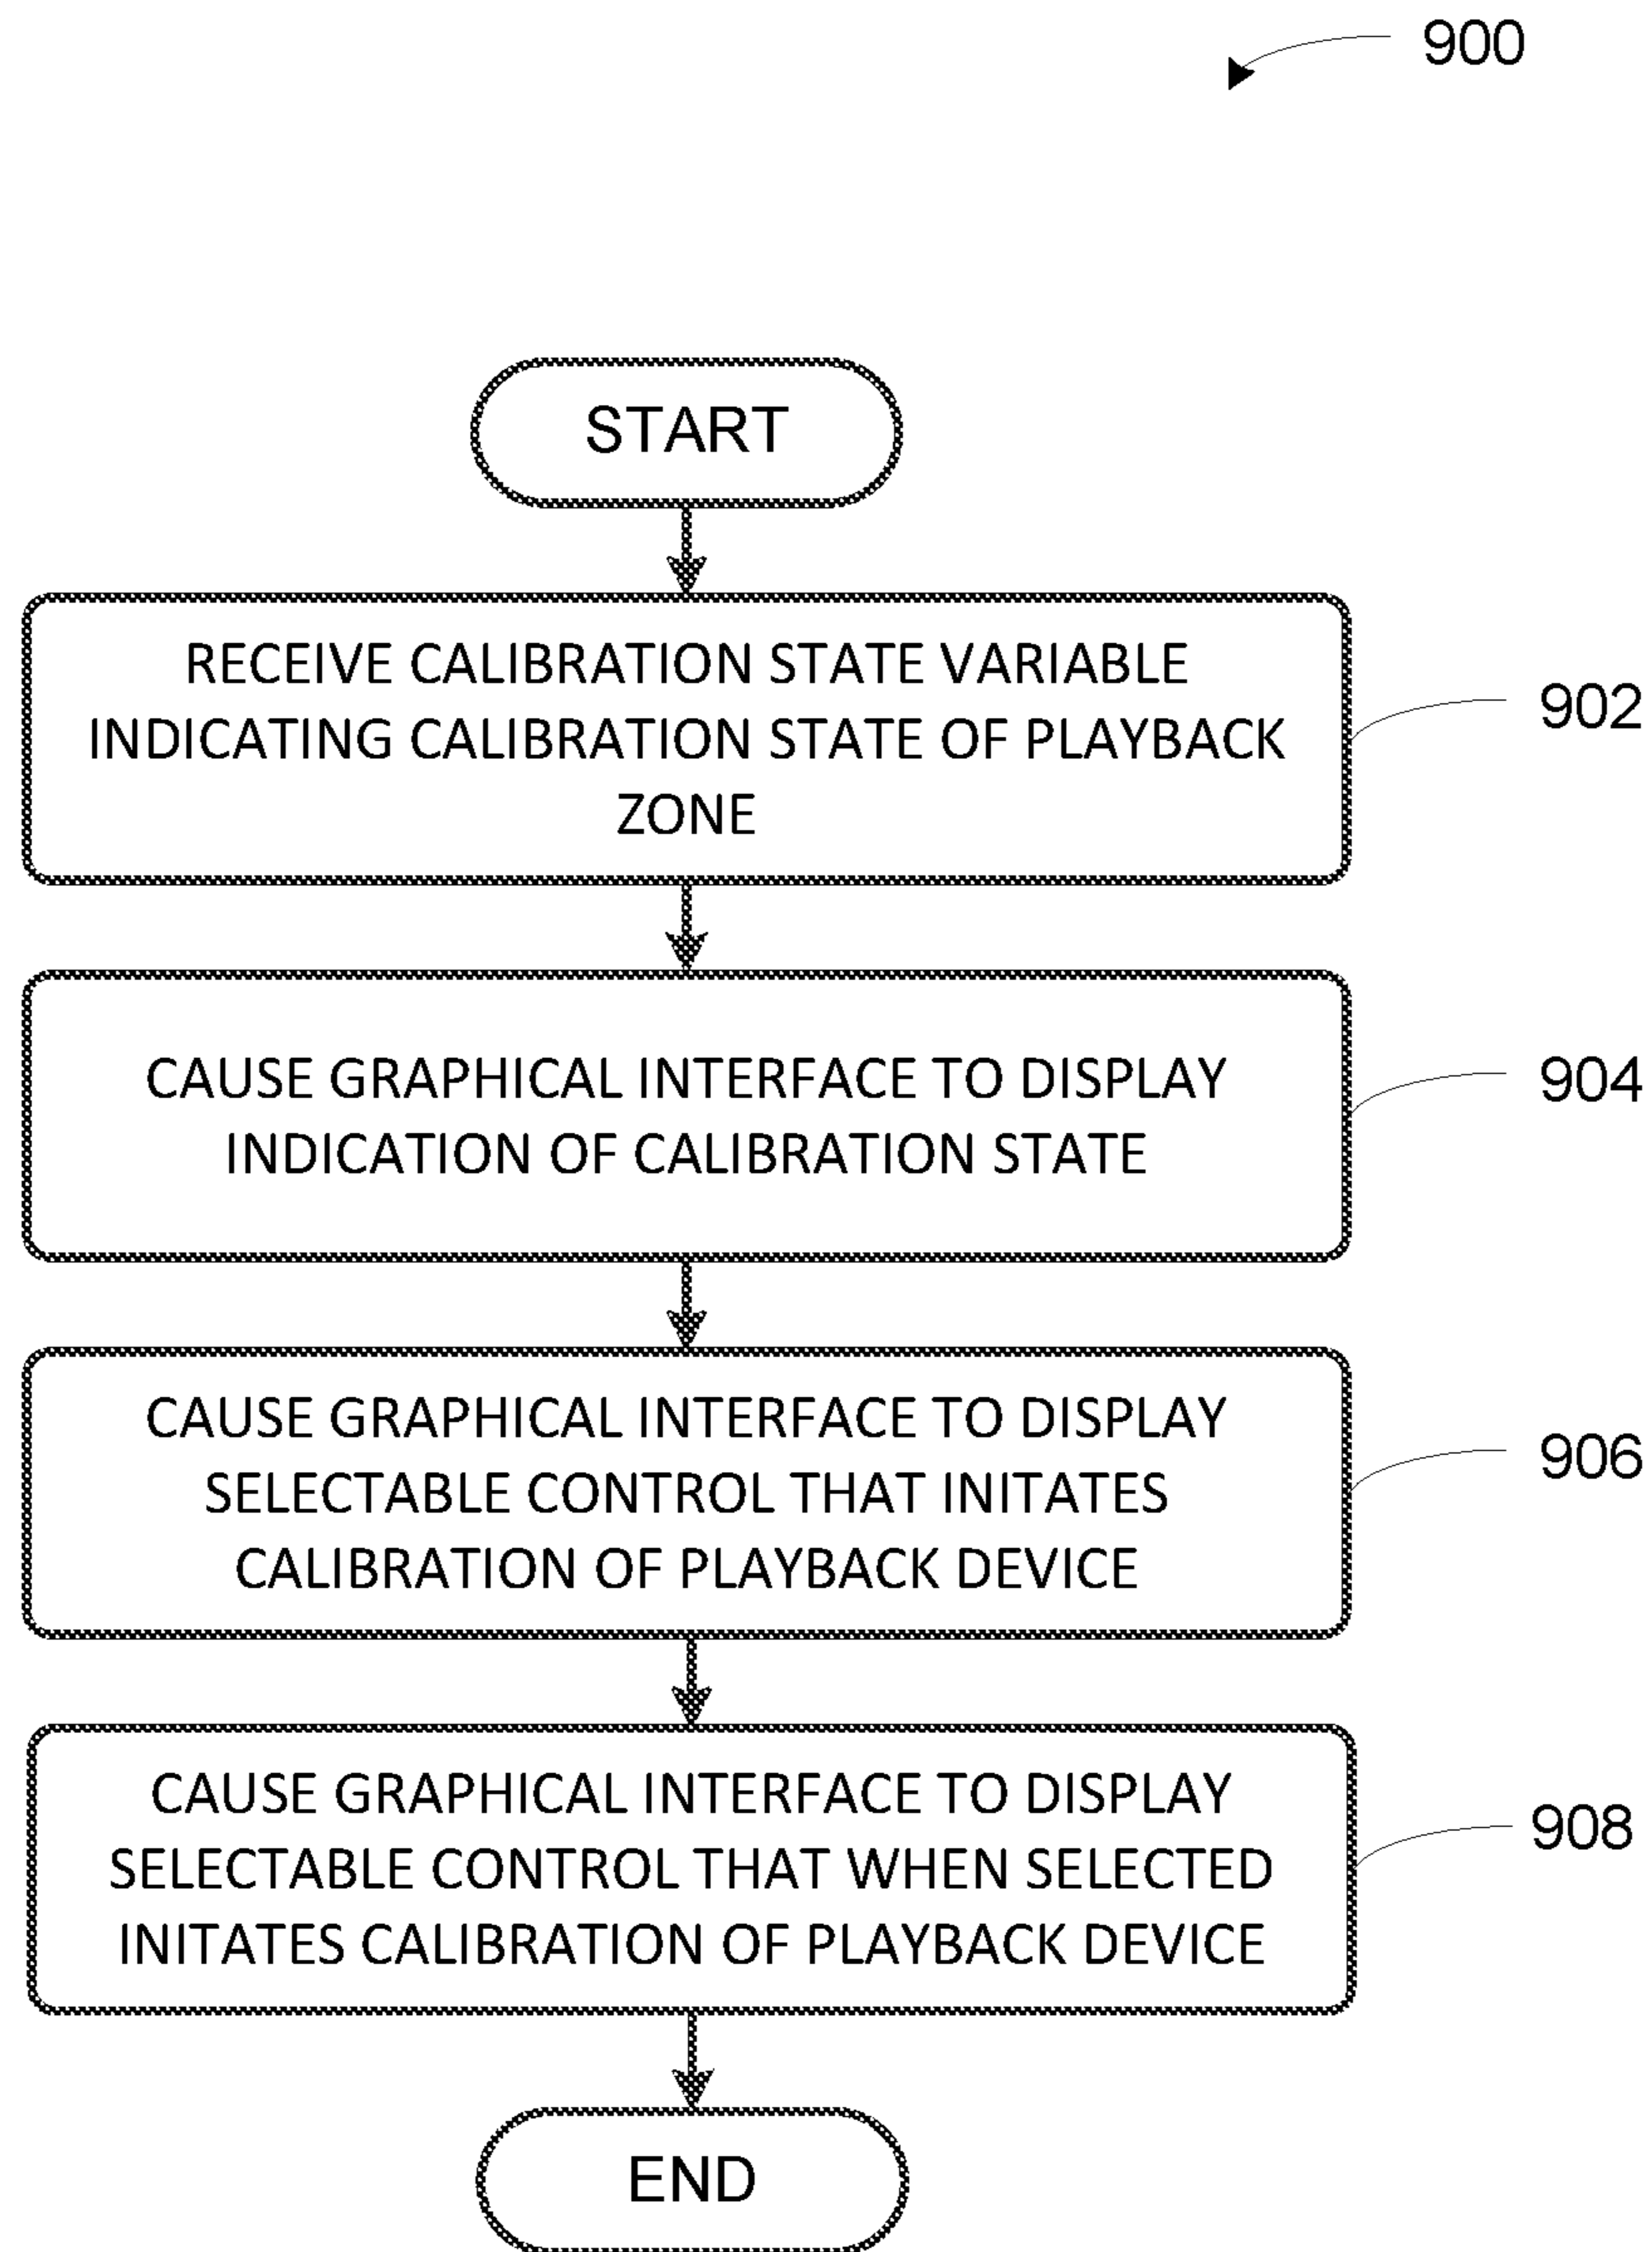 900
START
RECEIVE CALIBRATION STATE VARIABLE
INDICATING CALIBRATION STATE OF PLAYBACK
ZONE
902
CAUSE GRAPHICAL INTERFACE TO DISPLAY
INDICATION OF CALIBRATION STATE
904
CAUSE GRAPHICAL INTERFACE TO DISPLAY
SELECTABLE CONTROL THAT INITATES
CALIBRATION OF PLAYBACK DEVICE
906
CAUSE GRAPHICAL INTERFACE TO DISPLAY
SELECTABLE CONTROL THAT WHEN SELECTED
INITATES CALIBRATION OF PLAYBACK DEVICE
908
END